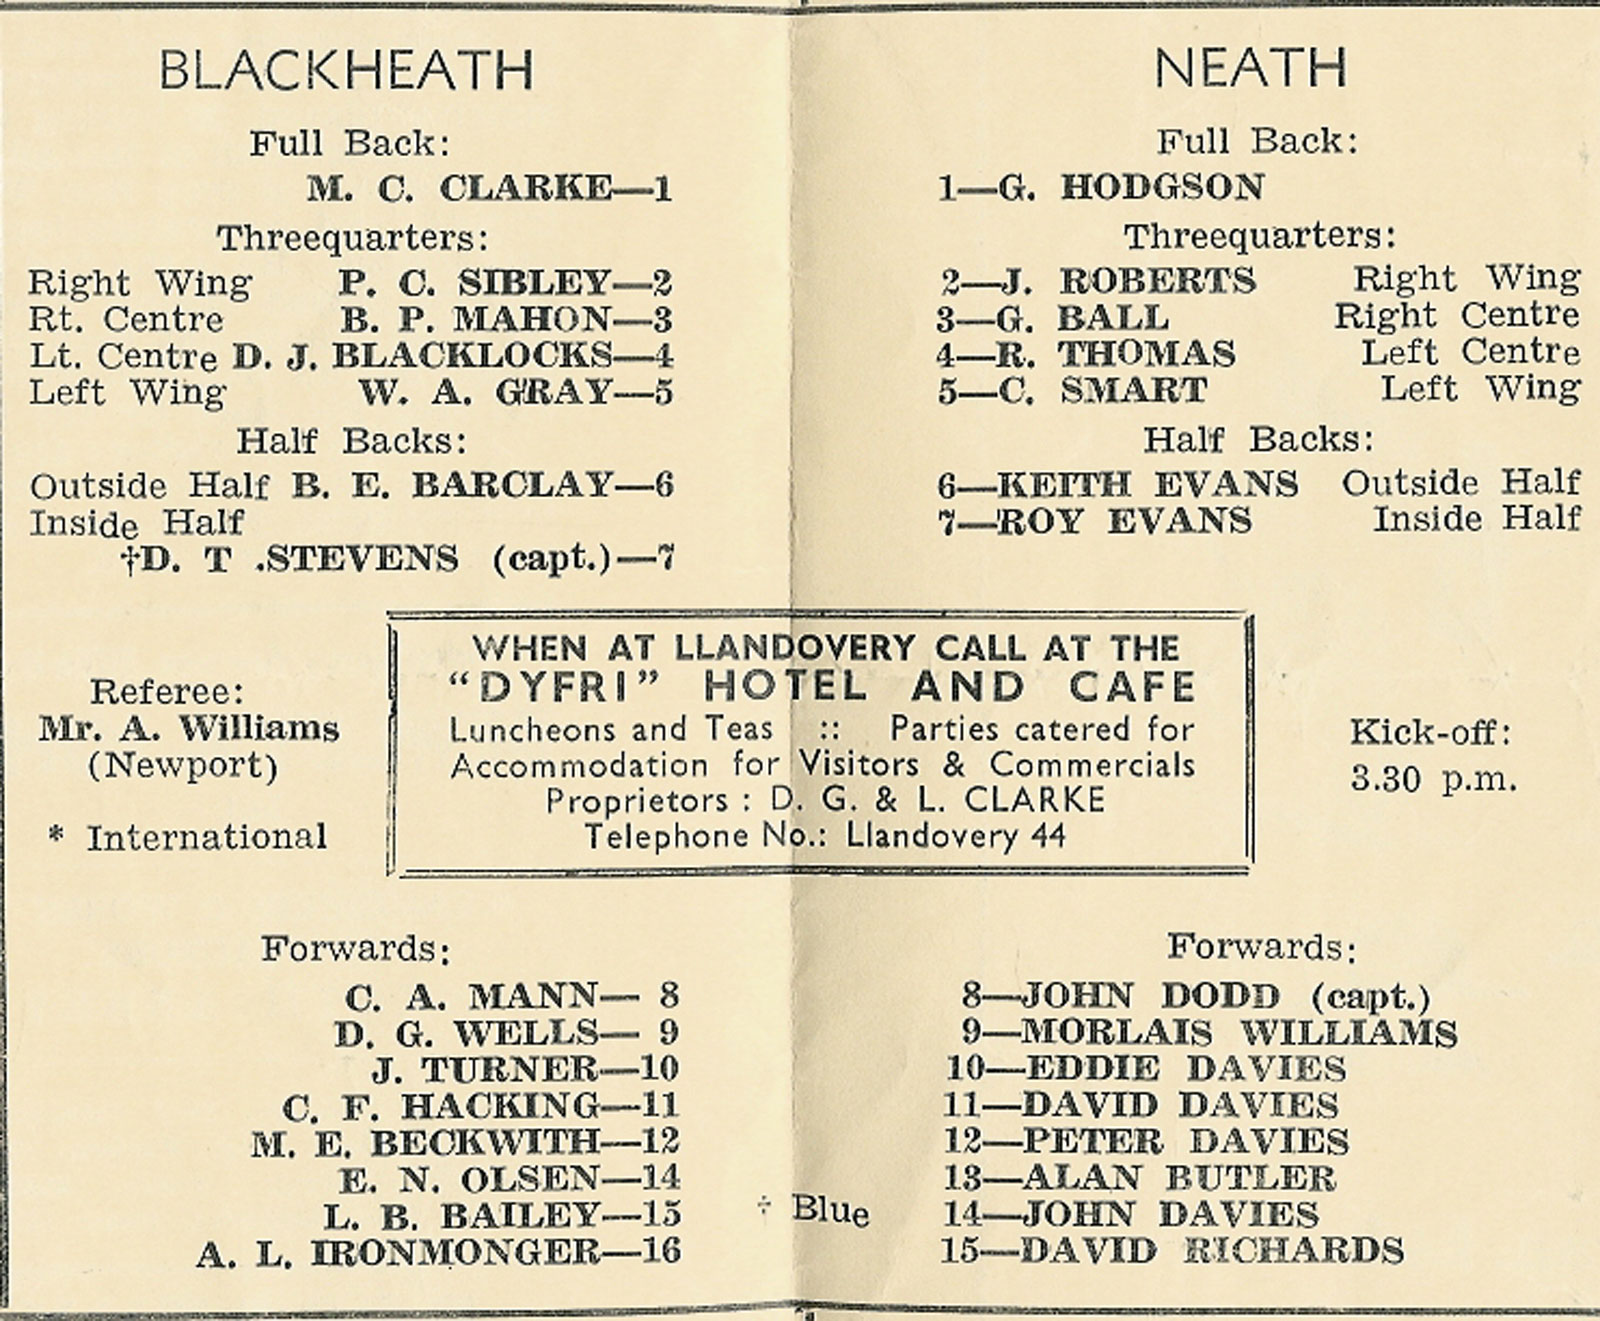 BLACKHEATH
Full Back:
M. C. CLARKE—1
Threequarters:
Right Wing P. C. SIBLEY—2
Rt. Centre B. P. MAHON—3
Lt. Centre D. J. BLACKLOCKS—4
Left Wing W. A. GRAY—5
Half Backs:
Outside Half B. E. BARCLAY—6
Inside Half
†D. T .STEVENS (capt.)—7
NEATH
Full Back:
1—G. HODGSON
Threequarters:
2—J. ROBERTS Right Wing
3—G. BALL Right Centre
4—R. THOMAS Left Centre
5—C. SMART Left Wing
Half Backs:
6—KEITH EVANS Outside Half
7—ROY EVANS Inside Half
Referee:
Mr. A. Williams
(Newport)
* International
WHEN AT LLANDOVERY CALL AT THE
“DYFRI” HOTEL AND CAFE
Luncheons and Teas :: Parties catered for
Accommodation for Visitors & Commercials
Proprietors : D. G. & L. CLARKE
Telephone No.: Llandovery 44
Kick-off:
3.30 p.m.
Forwards:
C. A. MANN— 8
D. G. WELLS— 9
J. TURNER—10
C. F. HACKING—11
M. E. BECKWITH—12
E. N. OLSEN—14
L. B. BAILEY—15
A. L. IRONMONGER—16
† Blue
Forwards:
8—JOHN DODD (capt.)
9—MORLAIS WILLIAMS
10—EDDIE DAVIES
11—DAVID DAVIES
12—PETER DAVIES
13—ALAN BUTLER
14—JOHN DAVIES
15—DAVID RICHARDS